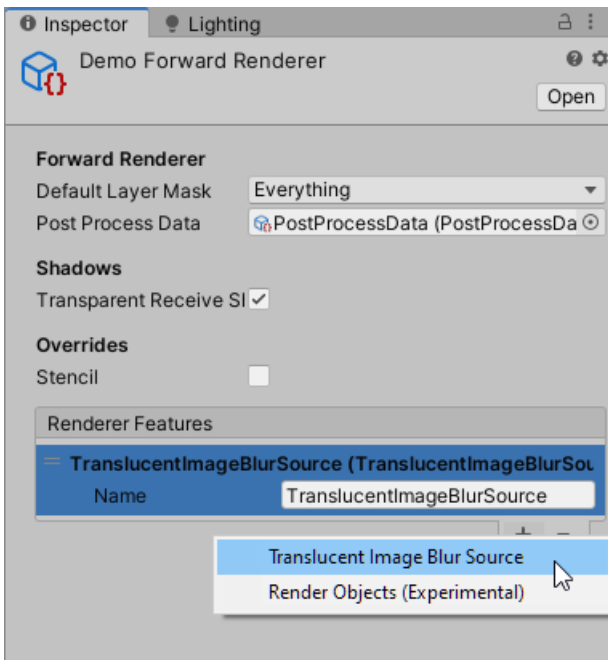 Inspector
Lighting
Demo Forward Renderer
Open
Forward Renderer
Default Layer Mask Everything
Post Process Data PostProcessData (PostProcessDa
Shadows
Transparent Receive Sl
Overrides
Stencil
Renderer Features
TranslucentImageBlurSource (TranslucentImageBlurSou
Name TranslucentImageBlurSource
Translucent Image Blur Source
Render Objects (Experimental)